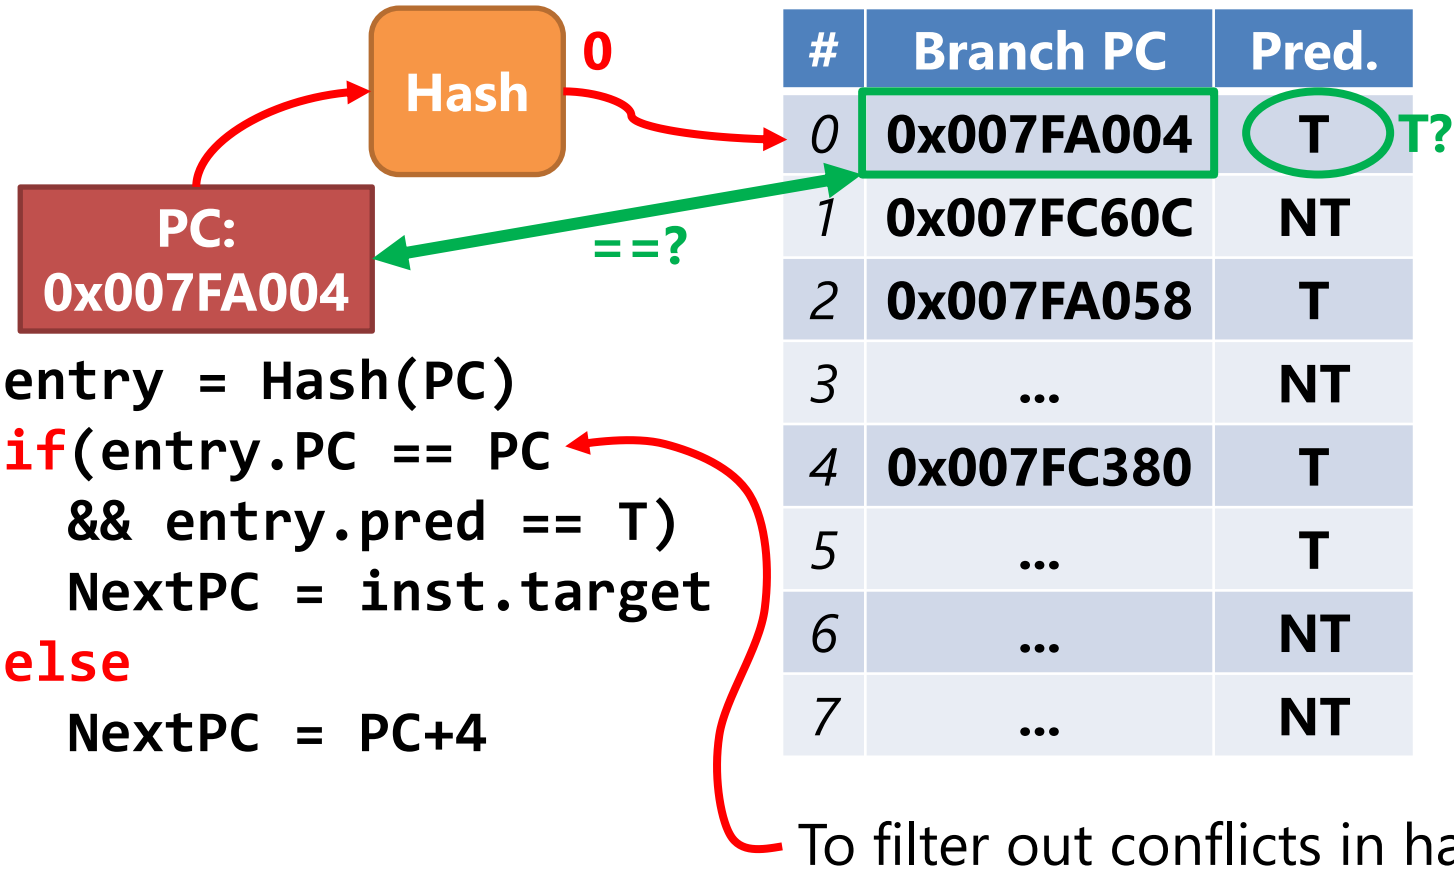 Hash
0
PC:
0x007FA004
==?
entry = Hash(PC)
if(entry.PC == PC
&& entry.pred == T)
NextPC = inst.target
else
NextPC = PC+4
# Branch PC Pred.
0 0x007FA004 T T?
1 0x007FC60C NT
2 0x007FA058 T
3 ... NT
4 0x007FC380 T
5 ... T
6 ... NT
7 ... NT
To filter out conflicts in